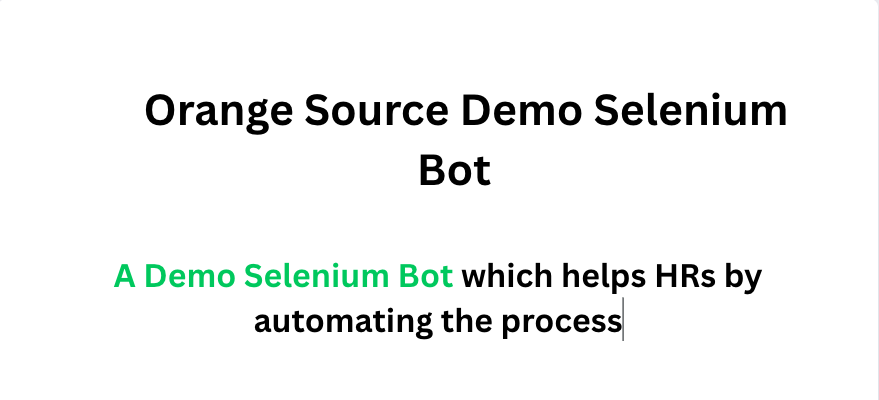 Orange Source Demo Selenium
Bot
A Demo Selenium Bot which helps HRs by
automating the process